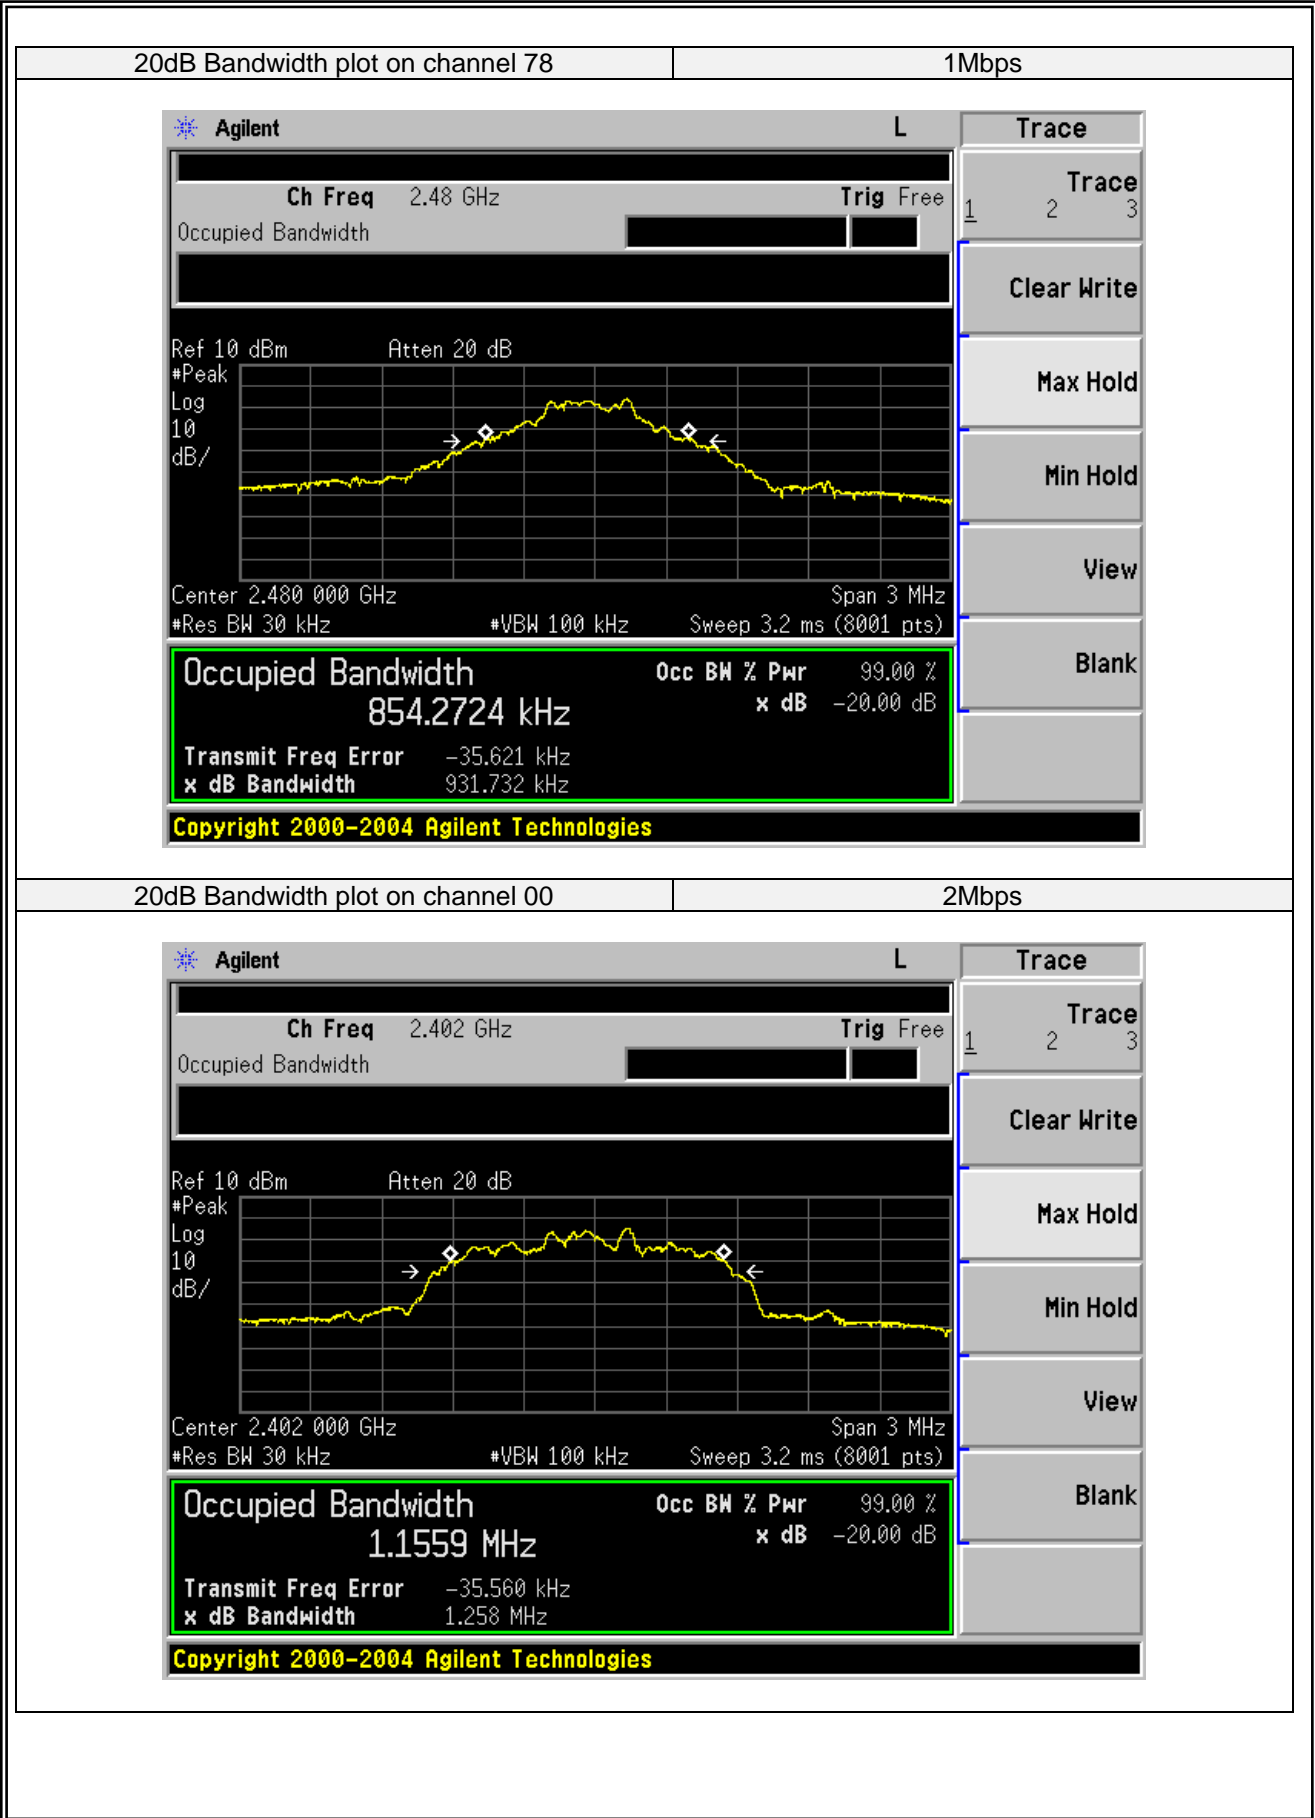 20dB Bandwidth plot on channel 78 1Mbps
Agilent L Trace
Ch Freq 2.48 GHz Trig Free
Occupied Bandwidth
Trace
1 2 3
Clear Write
Ref 10 dBm Atten 20 dB
#Peak
Log
10
dB/
Max Hold
Min Hold
View
Center 2.480 000 GHz Span 3 MHz
#Res BW 30 kHz #VBW 100 kHz Sweep 3.2 ms (8001 pts)
Blank
Occupied Bandwidth Occ BW % Pwr 99.00 %
854.2724 kHz x dB -20.00 dB
Transmit Freq Error -35.621 kHz
x dB Bandwidth 931.732 kHz
Copyright 2000-2004 Agilent Technologies
20dB Bandwidth plot on channel 00 2Mbps
Agilent L Trace
Ch Freq 2.402 GHz Trig Free
Occupied Bandwidth
Trace
1 2 3
Clear Write
Ref 10 dBm Atten 20 dB
#Peak
Log
10
dB/
Max Hold
Min Hold
View
Center 2.402 000 GHz Span 3 MHz
#Res BW 30 kHz #VBW 100 kHz Sweep 3.2 ms (8001 pts)
Blank
Occupied Bandwidth Occ BW % Pwr 99.00 %
1.1559 MHz x dB -20.00 dB
Transmit Freq Error -35.560 kHz
x dB Bandwidth 1.258 MHz
Copyright 2000-2004 Agilent Technologies